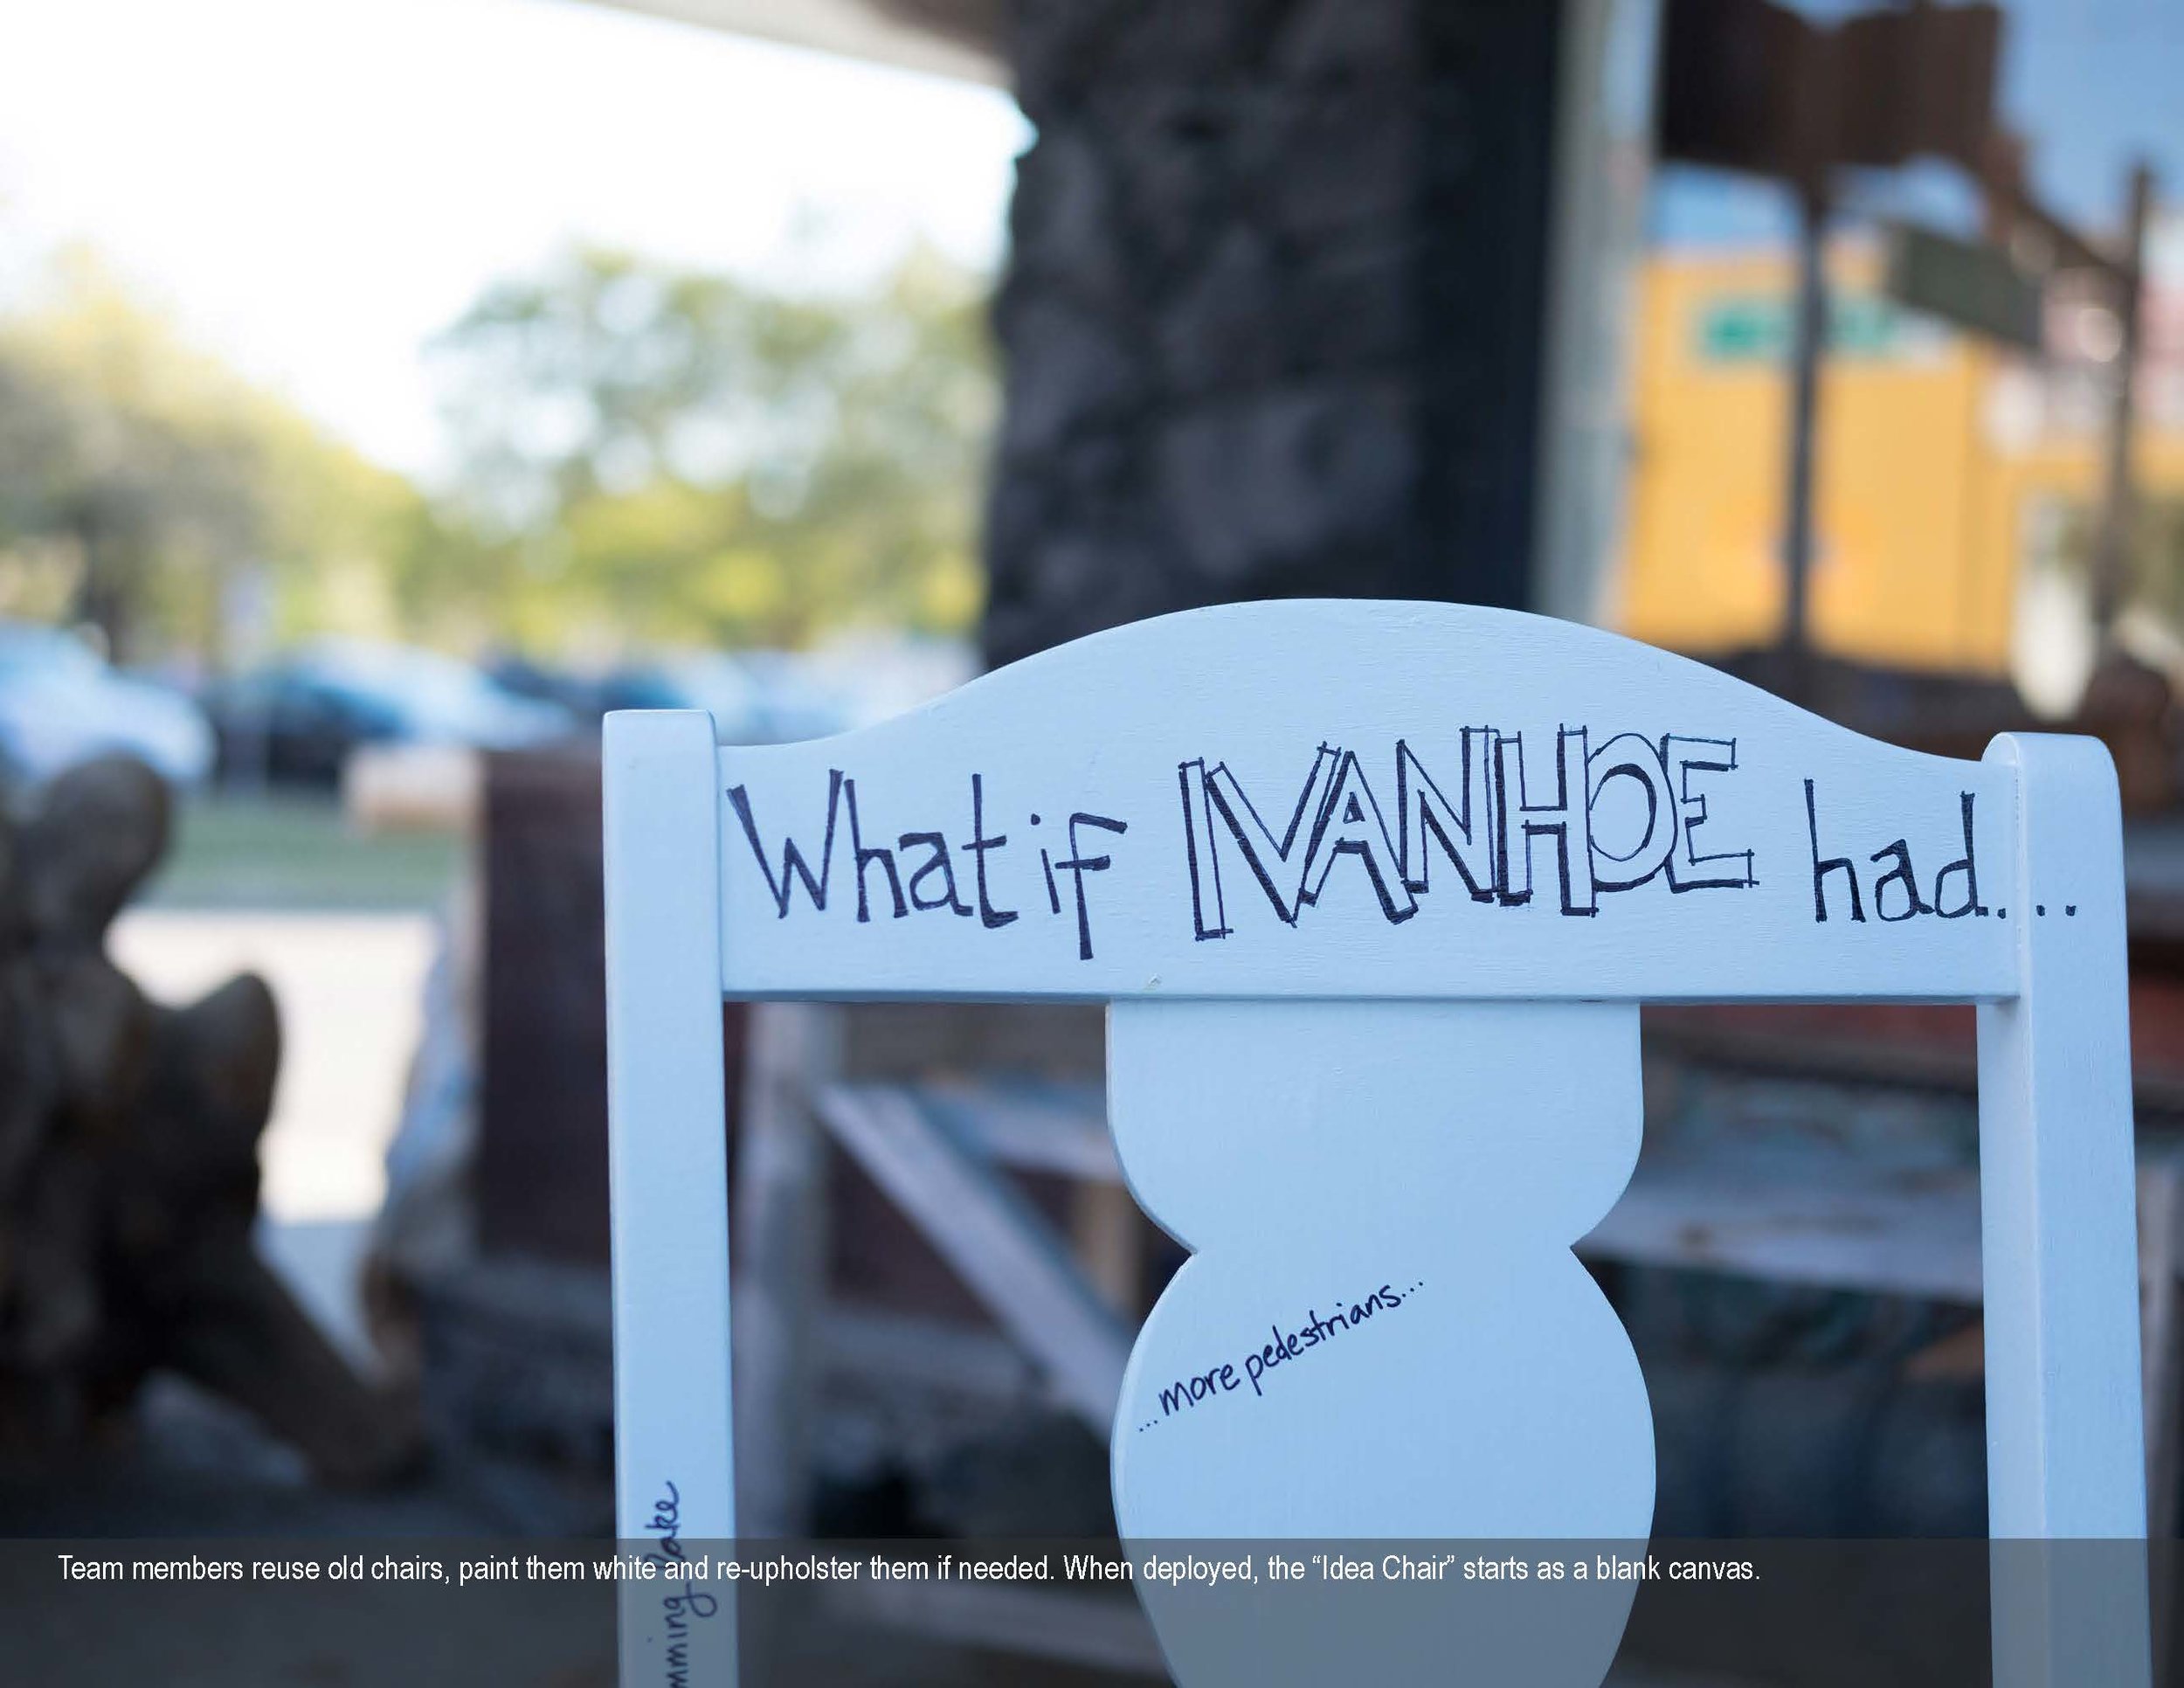 What if IVANHOE had....
...more pedestrians...
lake
Team members reuse old chairs, paint them white and re-upholster them if needed. When deployed, the “Idea Chair” starts as a blank canvas.